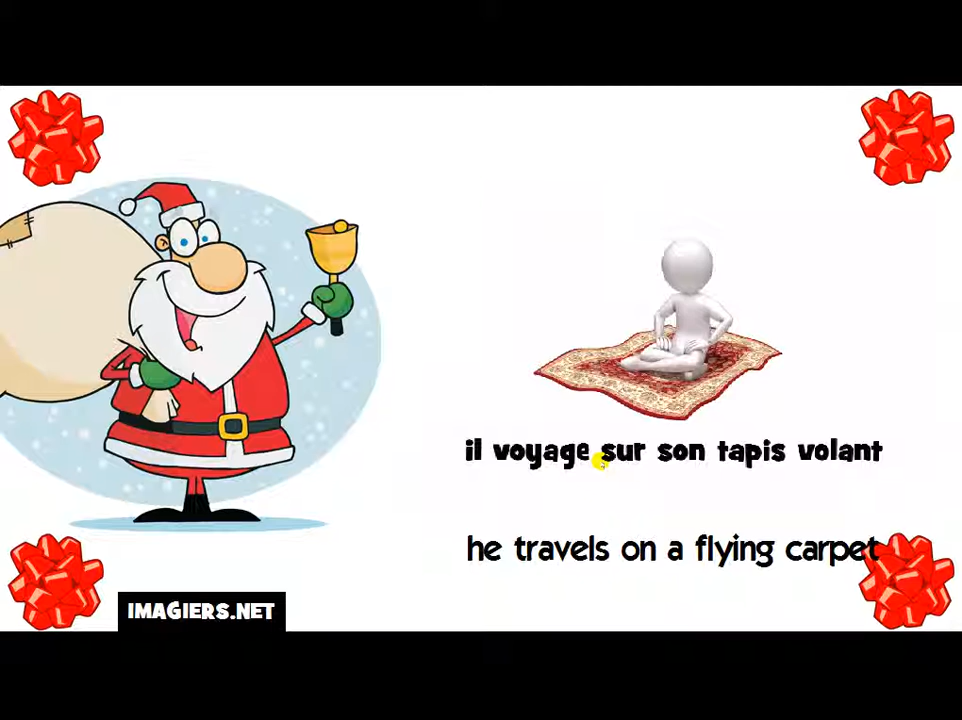 il voyage sur son tapis volant
he travels on a flying carpet
IMAGIERS.NET